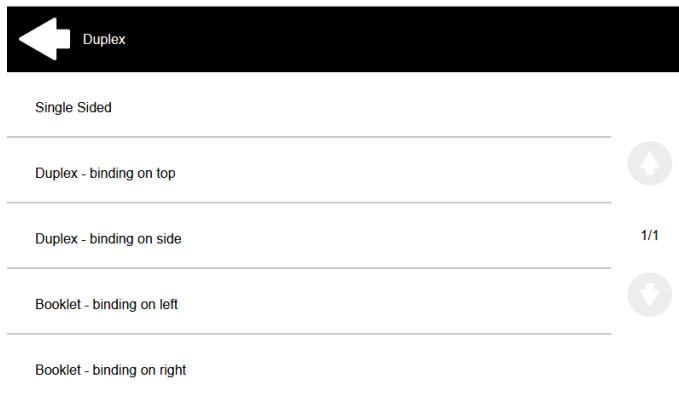 Duplex
Single Sided
Duplex - binding on top
Duplex - binding on side
1/1
Booklet - binding on left
Booklet - binding on right